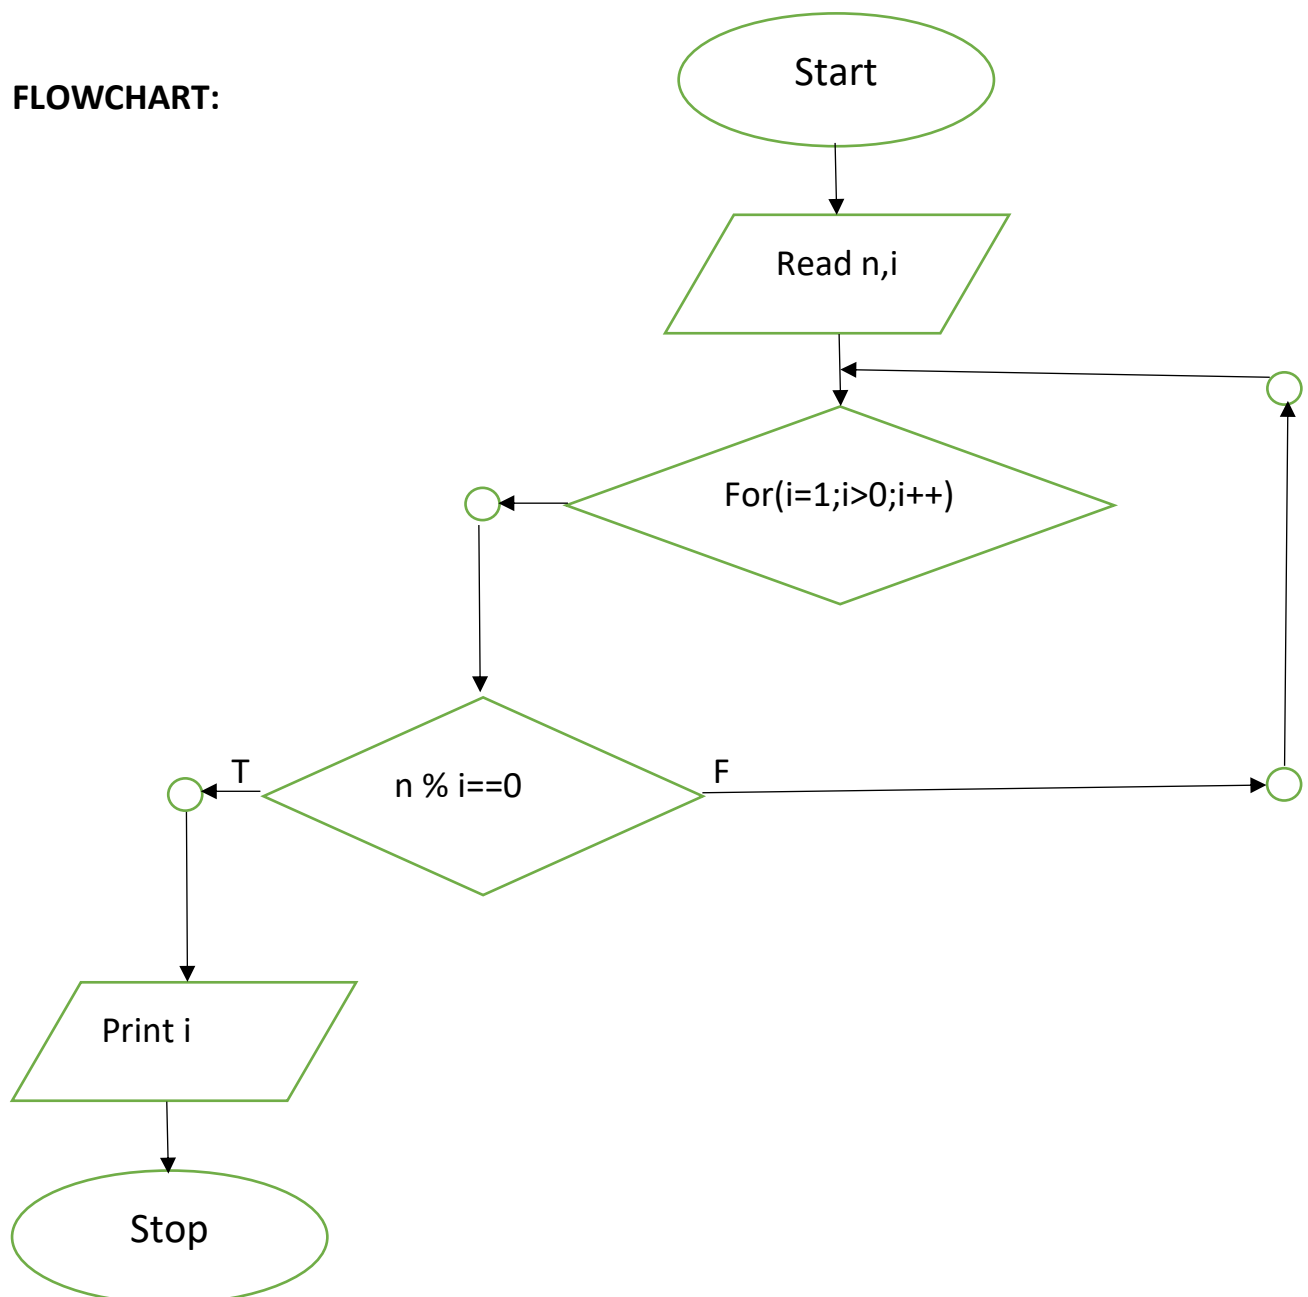 FLOWCHART:
Start
Read n,i
For(i=1;i>0;i++)
T
n % i==0
F
Print i
Stop